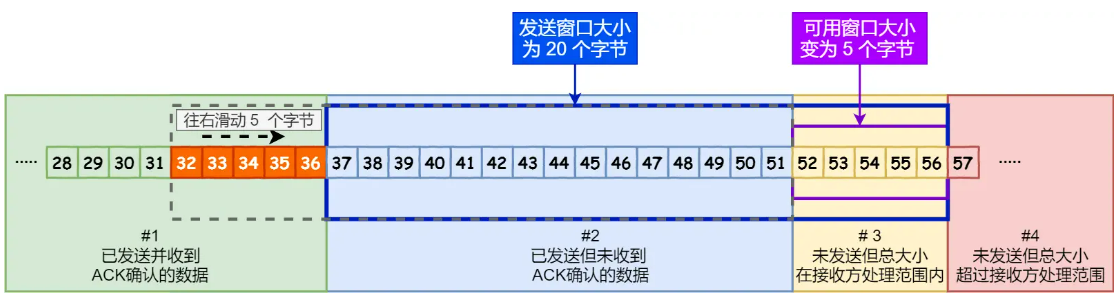 发送窗口大小
为 20 个字节
可用窗口大小
变为 5 个字节
往右滑动 5 个字节
····· 28 29 30 31 32 33 34 35 36 37 38 39 40 41 42 43 44 45 46 47 48 49 50 51 52 53 54 55 56 57 ·····
#1
已发送并收到
ACK确认的数据
#2
已发送但未收到
ACK确认的数据
# 3
未发送但总大小
在接收方处理范围内
#4
未发送但总大小
超过接收方处理范围